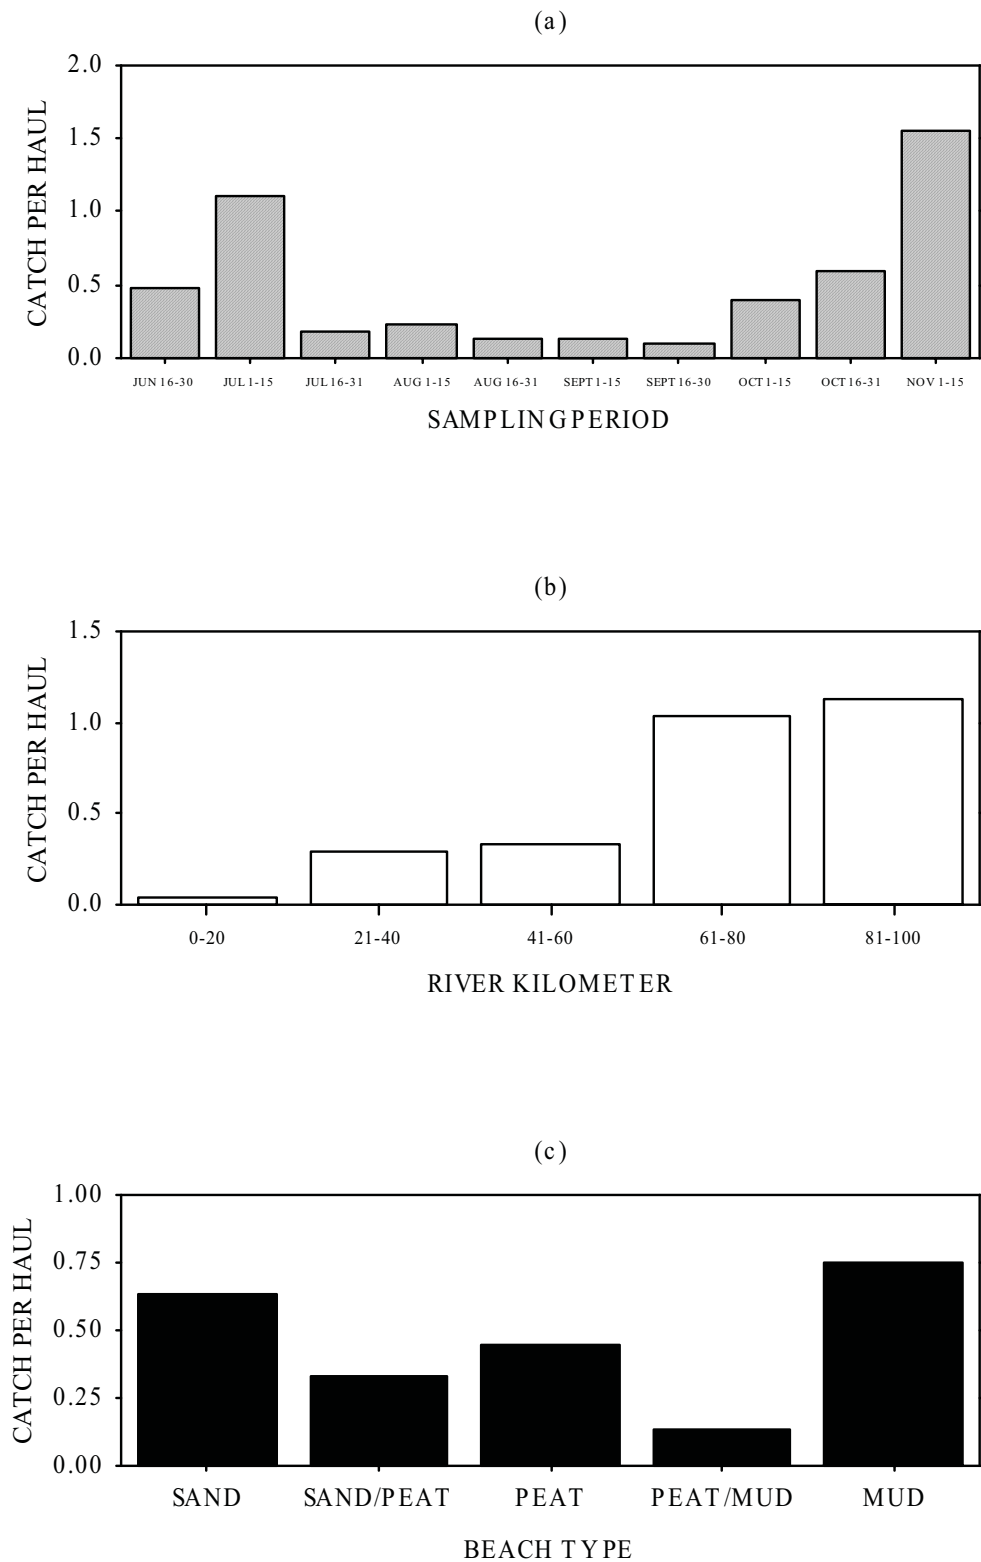 (a)
2.0
1.5
1.0
0.5
0.0
CATCH PER HAUL
JUN 16-30 JUL 1-15 JUL 16-31 AUG 1-15 AUG 16-31 SEPT 1-15 SEPT 16-30 OCT 1-15 OCT 16-31 NOV 1-15
SAMPLING PERIOD
(b)
1.5
1.0
0.5
0.0
CATCH PER HAUL
0-20 21-40 41-60 61-80 81-100
RIVER KILOMETER
(c)
1.00
0.75
0.50
0.25
0.00
CATCH PER HAUL
SAND SAND/PEAT PEAT PEAT/MUD MUD
BEACH TYPE